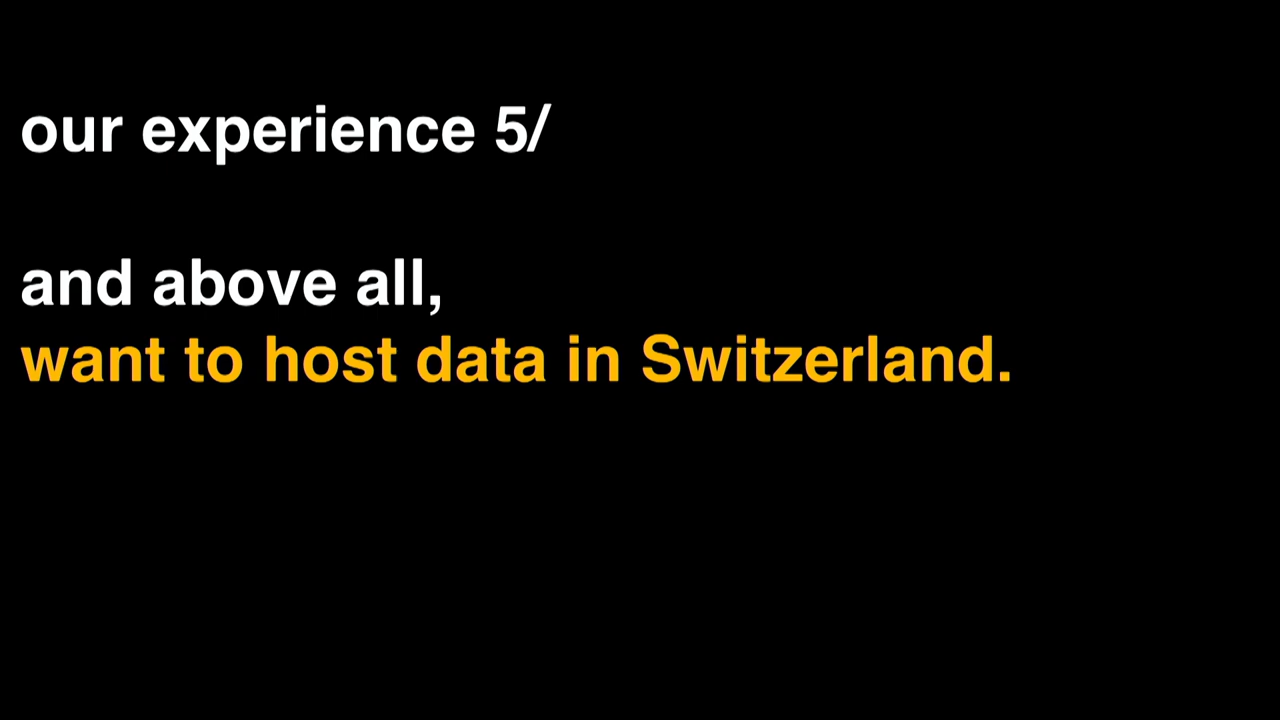 our experience 5/
and above all,
want to host data in Switzerland.